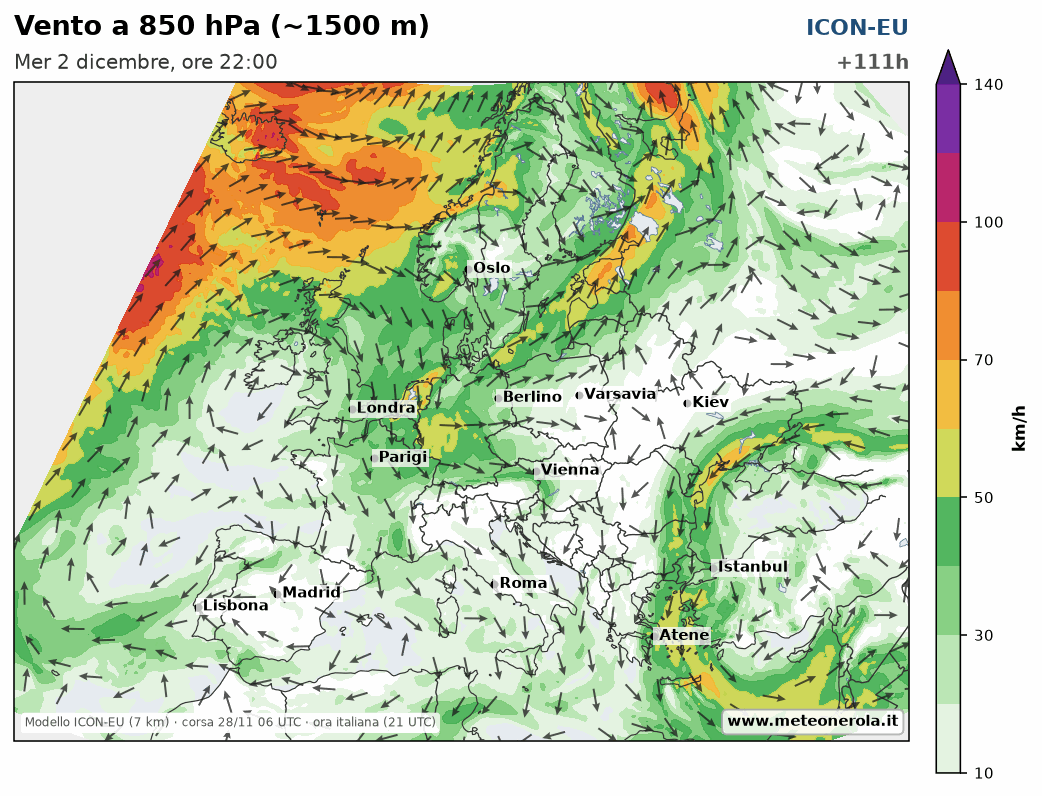 Vento a 850 hPa (~1500 m)
ICON-EU
Mer 2 dicembre, ore 22:00
+111h
140
100
70
50
30
10
km/h
Oslo
Londra
Berlino
Varsavia
Kiev
Parigi
Vienna
Roma
Istanbul
Madrid
Lisbona
Atene
Modello ICON-EU (7 km) · corsa 28/11 06 UTC · ora italiana (21 UTC)
www.meteonerola.it